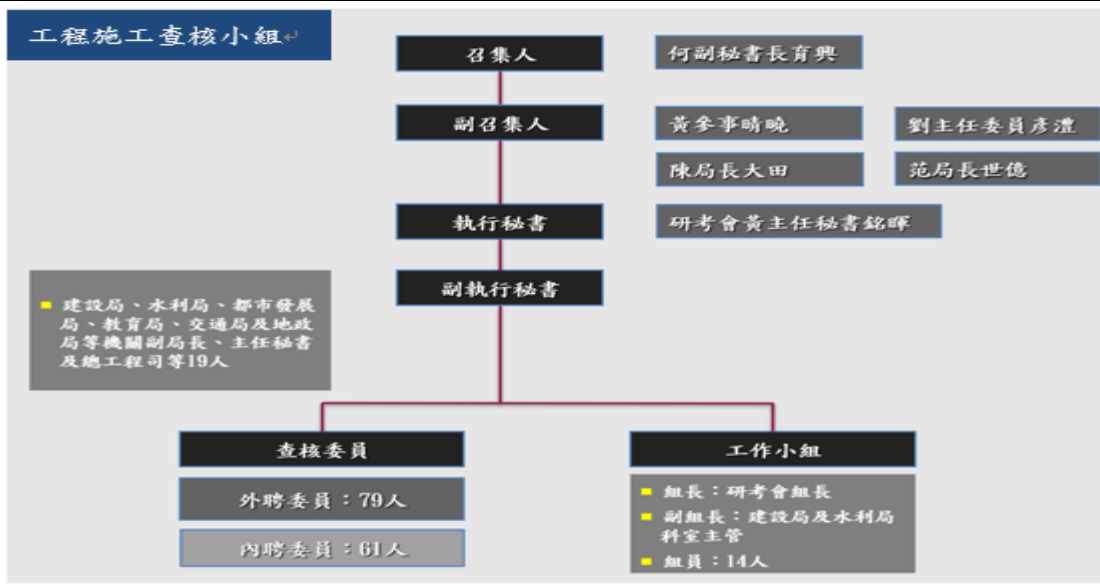 工程施工查核小組
召集人
何副秘書長育興
副召集人
黃參事晴曉
劉主任委員彥澧
陳局長大田
范局長世億
執行秘書
研考會黃主任秘書銘暉
副執行秘書
建設局、水利局、都市發展
局、教育局、交通局及地政
局等機關副局長、主任秘書
及總工程司等19人
查核委員
外聘委員：79人
內聘委員：61人
工作小組
組長：研考會組長
副組長：建設局及水利局
科室主管
組員：14人